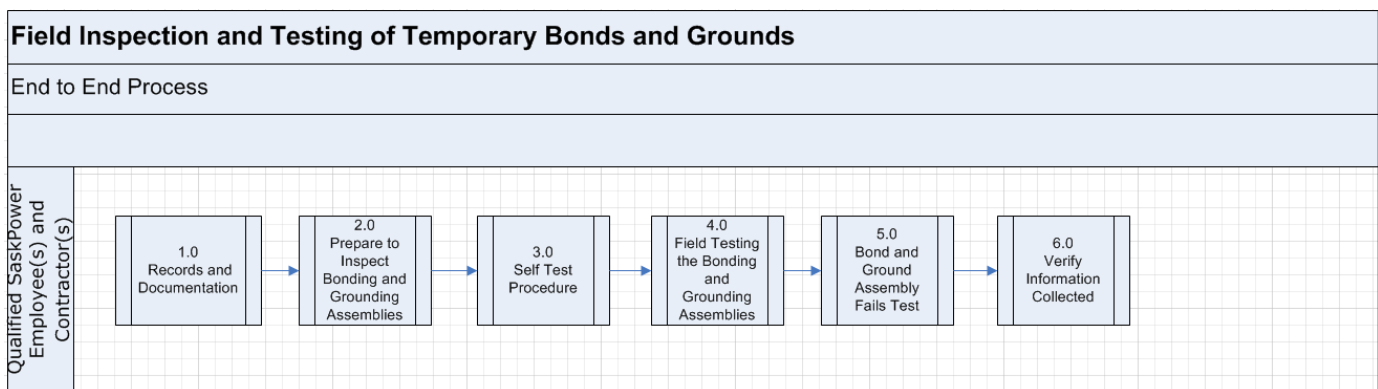 Field Inspection and Testing of Temporary Bonds and Grounds
End to End Process
Qualified SaskPower
Employee(s) and
Contractor(s)
1.0
Records and
Documentation
2.0
Prepare to
Inspect
Bonding and
Grounding
Assemblies
3.0
Self Test
Procedure
4.0
Field Testing
the Bonding
and
Grounding
Assemblies
5.0
Bond and
Ground
Assembly
Fails Test
6.0
Verify
Information
Collected